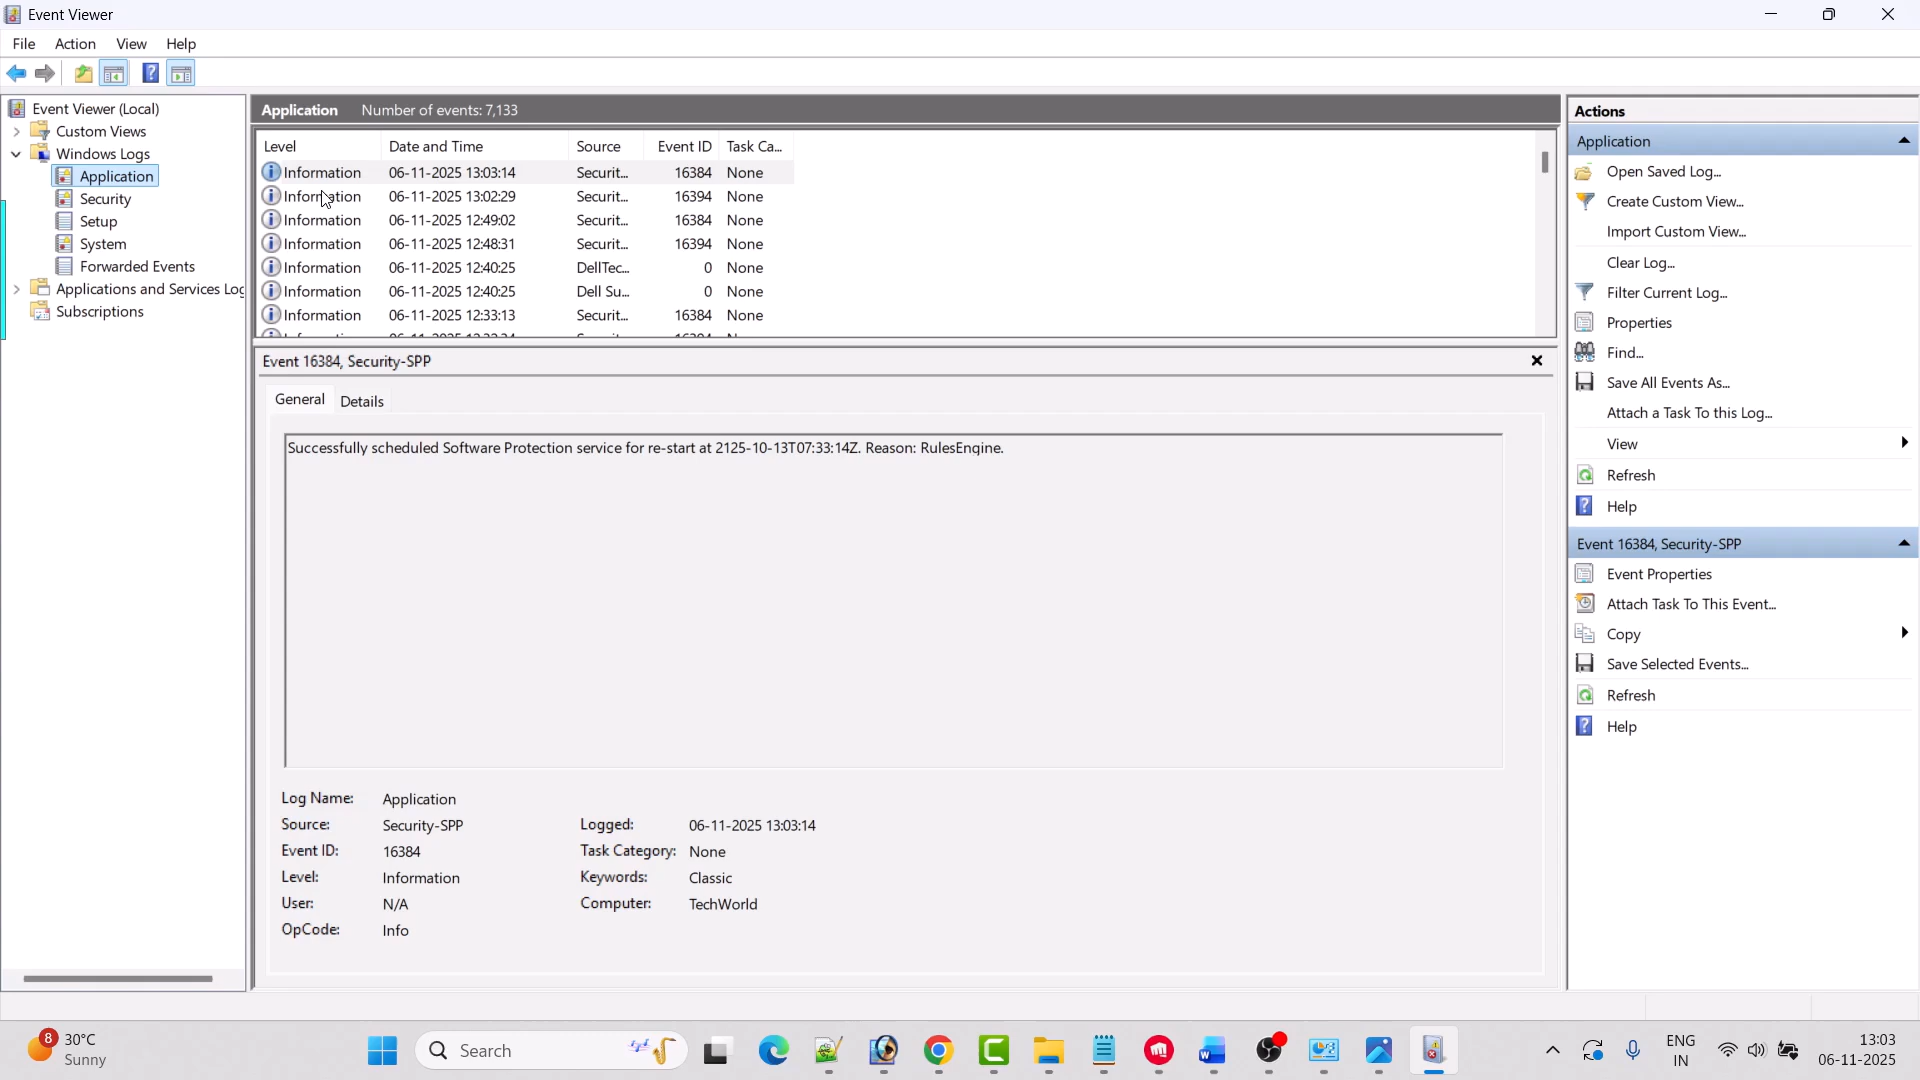 Event Viewer
File Action View Help
Event Viewer (Local)
Custom Views
Windows Logs
Application
Security
Setup
System
Forwarded Events
Applications and Services Log
Subscriptions
Application Number of events: 7,133
Level Date and Time Source Event ID Task Ca...
Information 06-11-2025 13:03:14 Securit... 16384 None
Information 06-11-2025 13:02:29 Securit... 16394 None
Information 06-11-2025 12:49:02 Securit... 16384 None
Information 06-11-2025 12:48:31 Securit... 16394 None
Information 06-11-2025 12:40:25 DellTec... 0 None
Information 06-11-2025 12:40:25 Dell Su... 0 None
Information 06-11-2025 12:33:13 Securit... 16384 None
Event 16384, Security-SPP
General Details
Successfully scheduled Software Protection service for re-start at 2125-10-13T07:33:14Z. Reason: RulesEngine.
Log Name: Application
Source: Security-SPP Logged: 06-11-2025 13:03:14
Event ID: 16384 Task Category: None
Level: Information Keywords: Classic
User: N/A Computer: TechWorld
OpCode: Info
Actions
Application
Open Saved Log...
Create Custom View...
Import Custom View...
Clear Log...
Filter Current Log...
Properties
Find...
Save All Events As...
Attach a Task To this Log...
View
Refresh
Help
Event 16384, Security-SPP
Event Properties
Attach Task To This Event...
Copy
Save Selected Events...
Refresh
Help
8 30°C
Sunny
Search
ENG
IN
13:03
06-11-2025